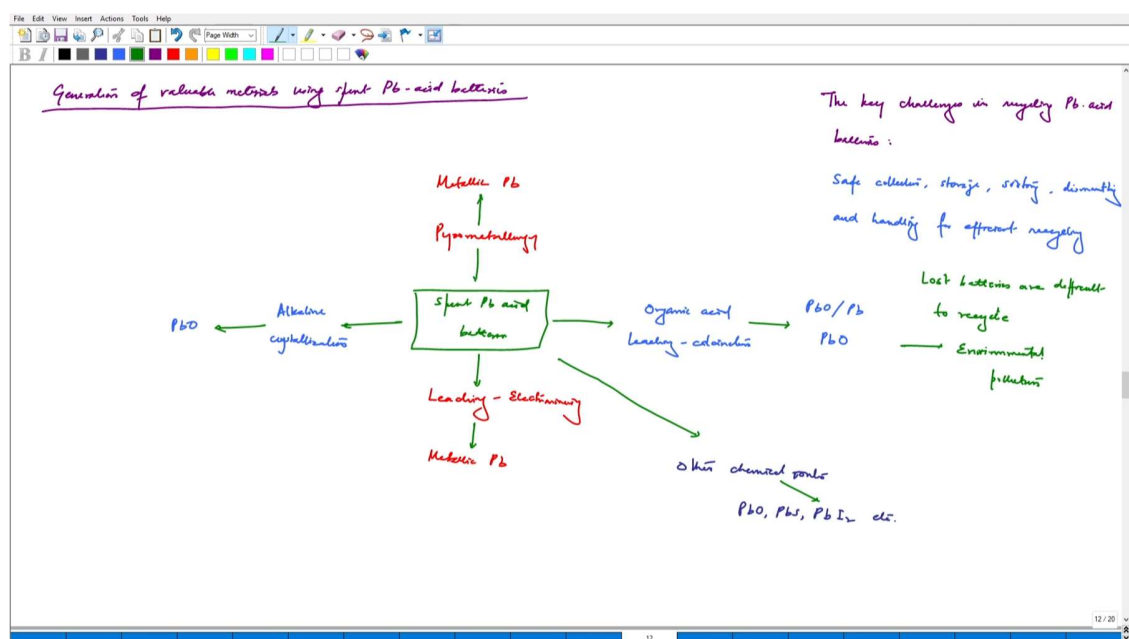 File Edit View Insert Actions Tools Help
Page Width
B I
Generation of valuable materials using spent Pb-acid batteries
The key challenges in recycling Pb-acid
batteries :
Safe collection, storage, sorting, dismantling
and handling for efficient recycling
Lost batteries are difficult
to recycle
Environmental
pollution
Metallic Pb
Pyrometallurgy
Spent Pb acid
batteries
Alkaline
crystallization
PbO
Organic acid
leaching - calcination
PbO/Pb
PbO
Leaching - Electrowinning
Metallic Pb
Other chemical routes
PbO, PbS, PbI2 etc.
12 / 20
12